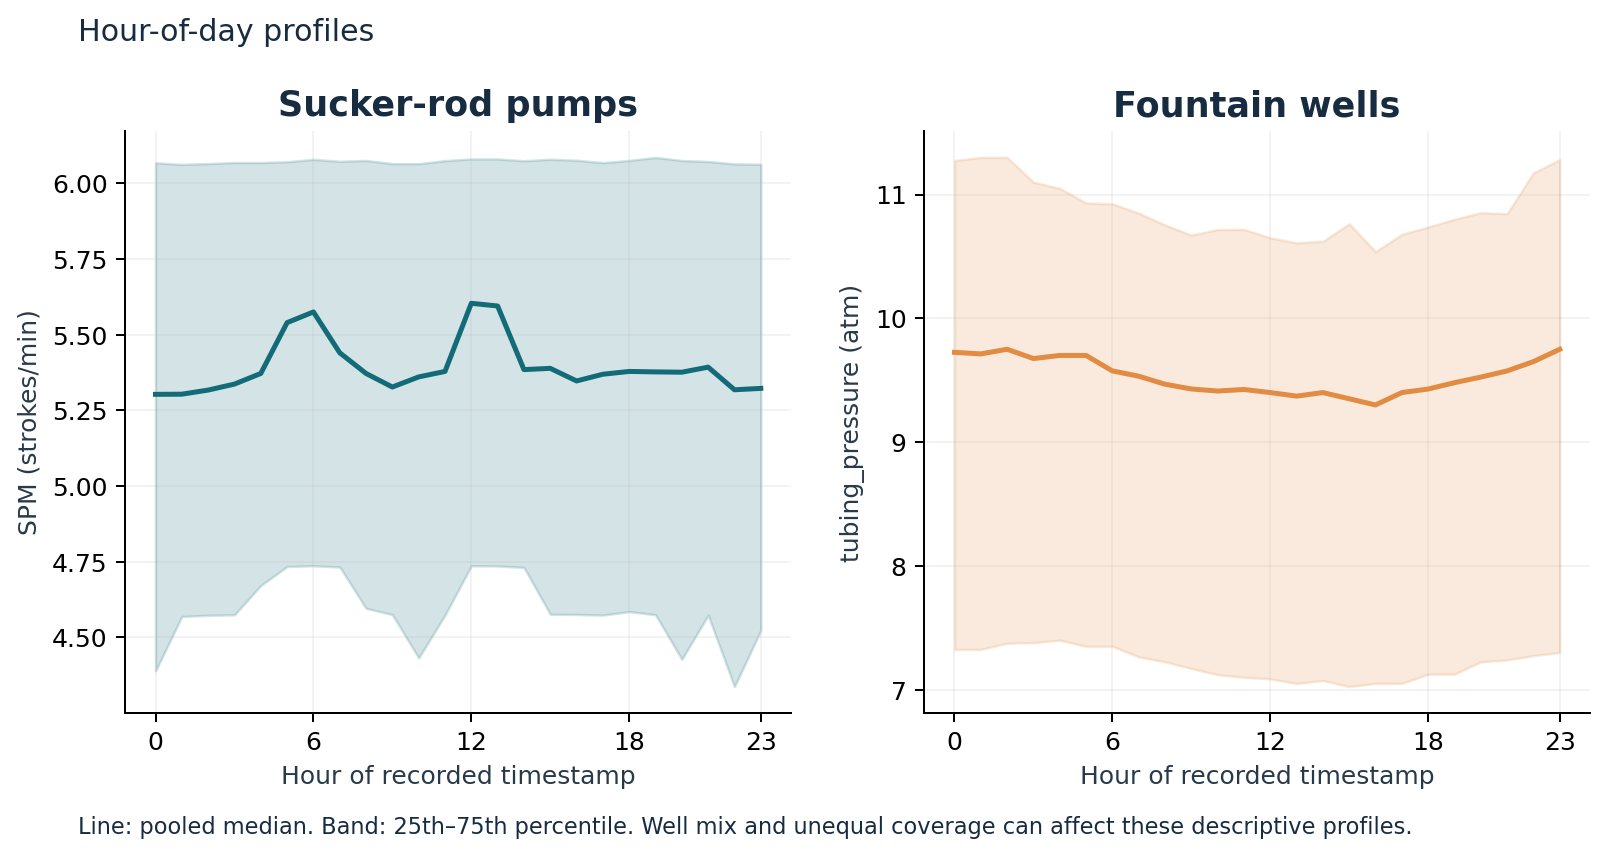 Hour-of-day profiles
Sucker-rod pumps
SPM (strokes/min)
6.00
5.75
5.50
5.25
5.00
4.75
4.50
0 6 12 18 23
Hour of recorded timestamp
Fountain wells
tubing_pressure (atm)
11
10
9
8
7
0 6 12 18 23
Hour of recorded timestamp
Line: pooled median. Band: 25th–75th percentile. Well mix and unequal coverage can affect these descriptive profiles.